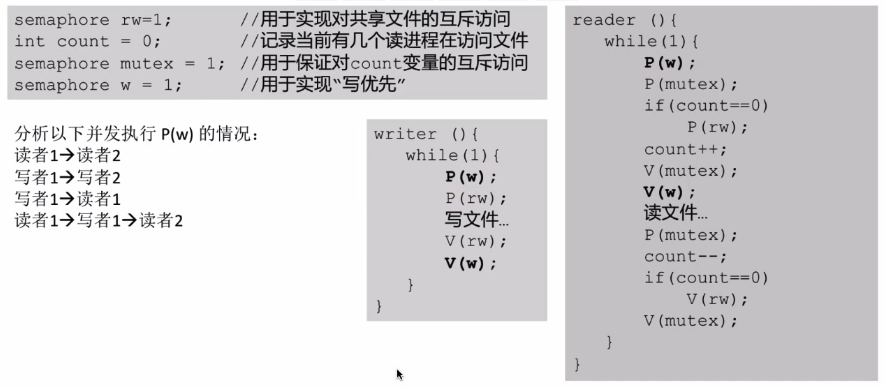 semaphore rw=1; //用于实现对共享文件的互斥访问
int count = 0; //记录当前有几个读进程在访问文件
semaphore mutex = 1; //用于保证对count变量的互斥访问
semaphore w = 1; //用于实现“写优先”
分析以下并发执行 P(w) 的情况:
读者1→读者2
写者1→写者2
写者1→读者1
读者1→写者1→读者2
writer (){
while(1){
P(w);
P(rw);
写文件…
V(rw);
V(w);
}
}
reader (){
while(1){
P(w);
P(mutex);
if(count==0)
P(rw);
count++;
V(mutex);
V(w);
读文件…
P(mutex);
count--;
if(count==0)
V(rw);
V(mutex);
}
}